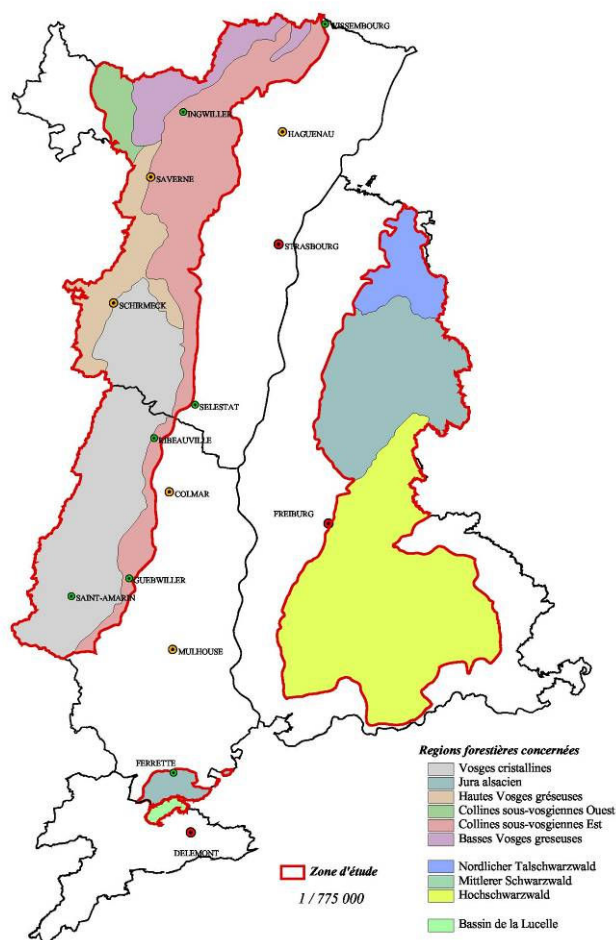 WISSEMBOURG
INGWILLER
HAGUENAU
SAVERNE
STRASBOURG
SCHIRMECK
SELESTAT
RIBEAUVILLE
COLMAR
FREIBURG
GUEBWILLER
SAINT-AMARIN
MULHOUSE
FERRETTE
DELEMONT
Regions forestières concernées
Vosges cristallines
Jura alsacien
Hautes Vosges gréseuses
Collines sous-vosgiennes Ouest
Collines sous-vosgiennes Est
Basses Vosges greseuses
Nordlicher Talschwarzwald
Mittlerer Schwarzwald
Hochschwarzwald
Bassin de la Lucelle
Zone d'étude
1 / 775 000